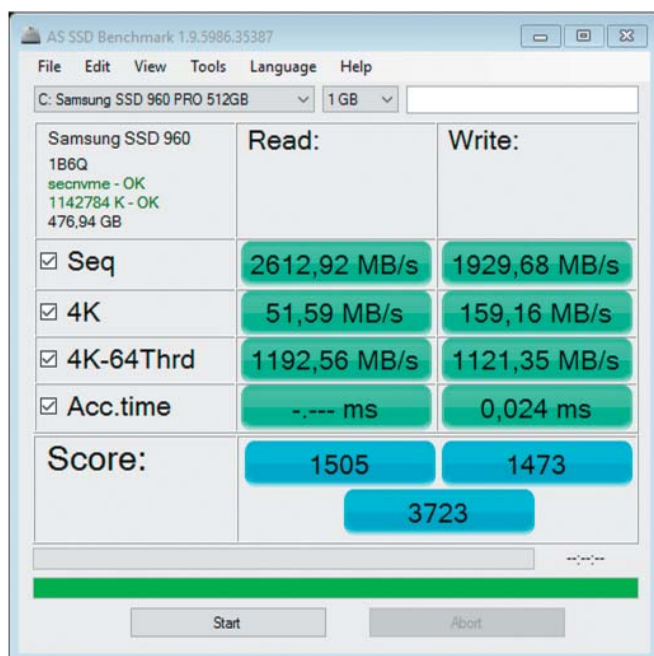 AS SSD Benchmark 1.9.5986.35387
File Edit View Tools Language Help
C: Samsung SSD 960 PRO 512GB 1 GB
Samsung SSD 960
1B6Q
secnvme - OK
1142784 K - OK
476,94 GB
Read: Write:
Seq 2612,92 MB/s 1929,68 MB/s
4K 51,59 MB/s 159,16 MB/s
4K-64Thrd 1192,56 MB/s 1121,35 MB/s
Acc.time -.--- ms 0,024 ms
Score: 1505 1473
3723
--:--:--
Start Abort